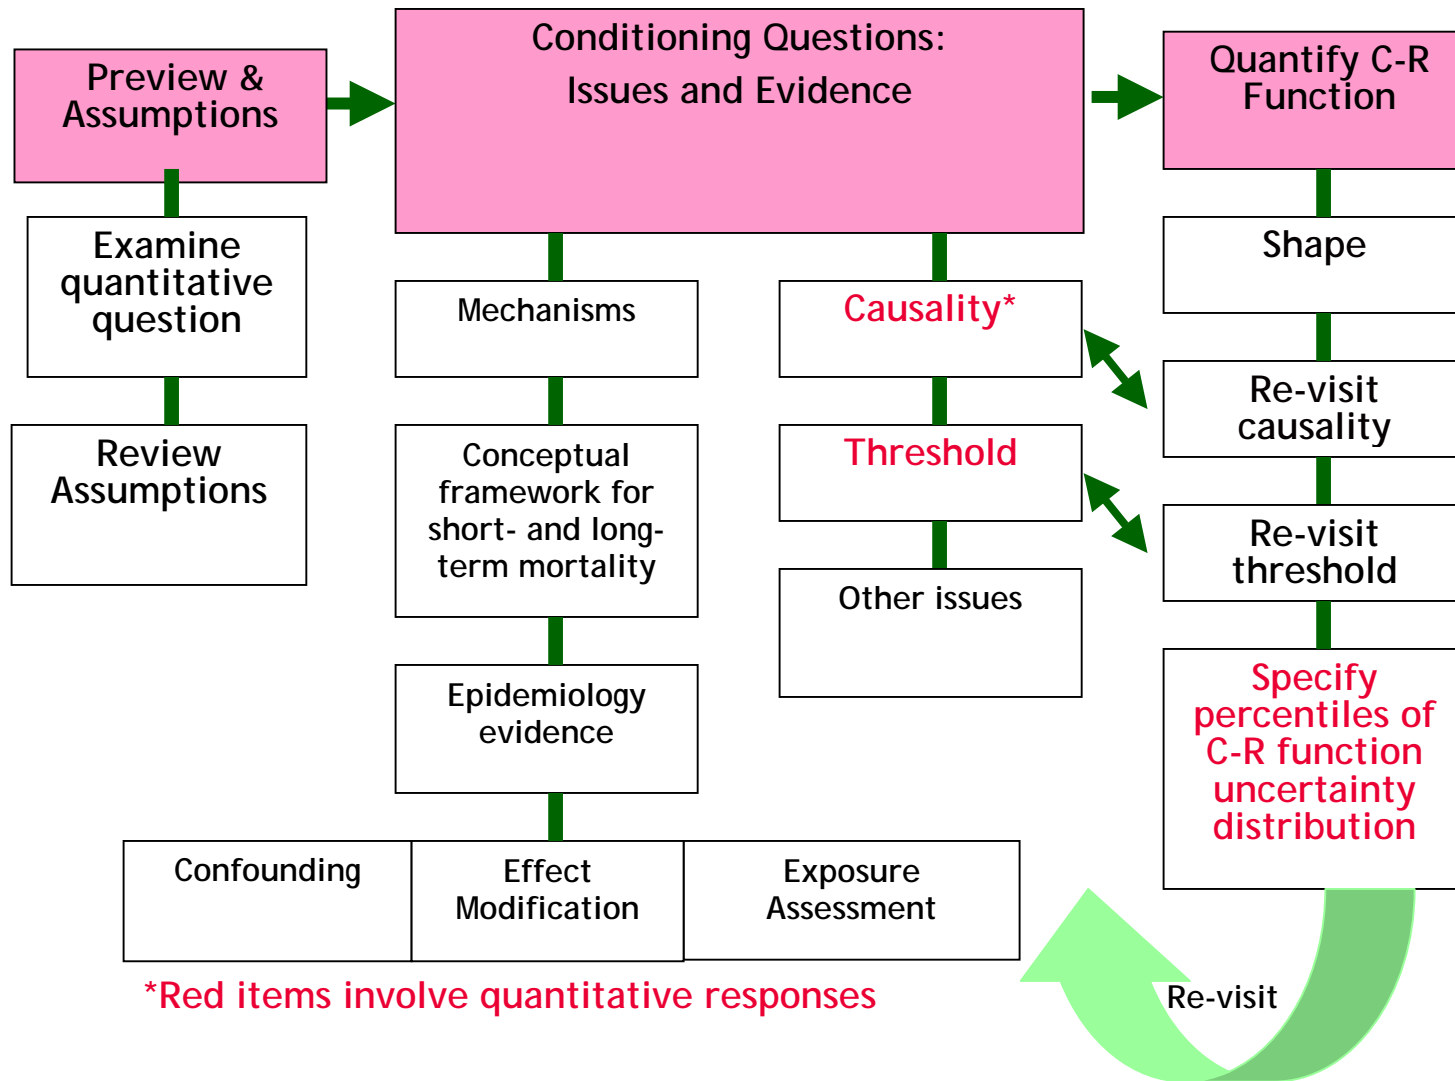 Preview &
Assumptions
Conditioning Questions:
Issues and Evidence
Quantify C-R
Function
Examine
quantitative
question
Review
Assumptions
Mechanisms
Conceptual
framework for
short- and long-
term mortality
Epidemiology
evidence
Confounding
Effect
Modification
Exposure
Assessment
Causality*
Threshold
Other issues
Shape
Re-visit
causality
Re-visit
threshold
Specify
percentiles of
C-R function
uncertainty
distribution
*Red items involve quantitative responses
Re-visit